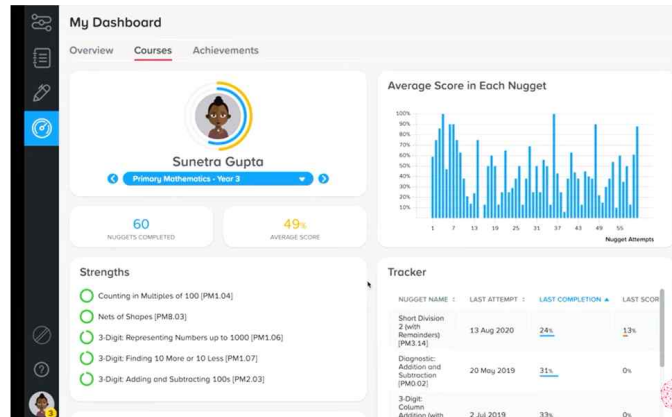 My Dashboard
Overview Courses Achievements
Sunetra Gupta
Primary Mathematics - Year 3
60
NUGGETS COMPLETED
49%
AVERAGE SCORE
Strengths
Counting in Multiples of 100 [PM1.04]
Nets of Shapes [PM8.03]
3-Digit: Representing Numbers up to 1000 [PM1.06]
3-Digit: Finding 10 More or 10 Less [PM1.07]
3-Digit: Adding and Subtracting 100s [PM2.03]
Average Score in Each Nugget
100%
90%
80%
70%
60%
50%
40%
30%
20%
10%
1 7 13 19 25 31 37 43 49 55
Nugget Attempts
Tracker
NUGGET NAME LAST ATTEMPT LAST COMPLETION LAST SCOR
Short Division
2 (with
Remainders)
[PM3.14]
13 Aug 2020 24% 13%
Diagnostic:
Addition and
Subtraction
[PM0.02]
20 May 2019 31% 0%
3-Digit:
Column
Addition (with
2 Jul 2019 33% 0%
3